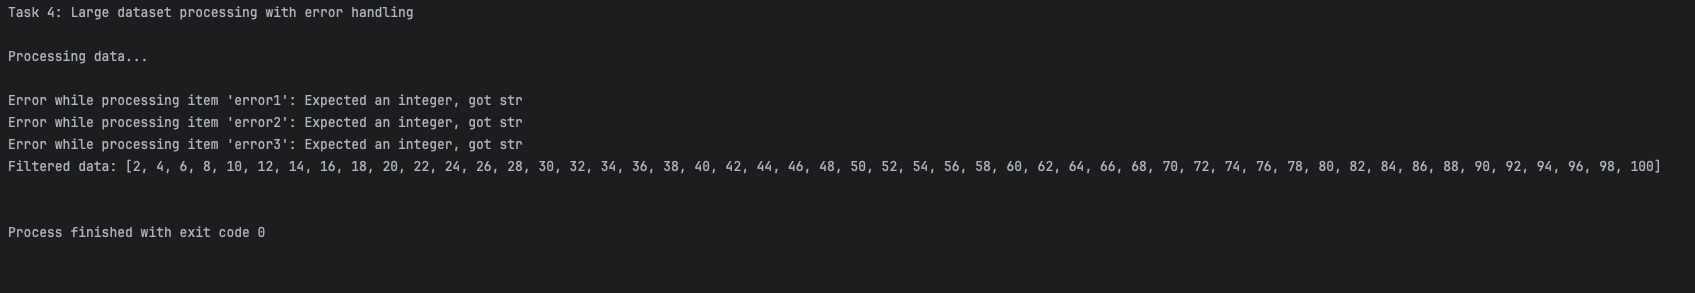 Task 4: Large dataset processing with error handling
Processing data...
Error while processing item 'error1': Expected an integer, got str
Error while processing item 'error2': Expected an integer, got str
Error while processing item 'error3': Expected an integer, got str
Filtered data: [2, 4, 6, 8, 10, 12, 14, 16, 18, 20, 22, 24, 26, 28, 30, 32, 34, 36, 38, 40, 42, 44, 46, 48, 50, 52, 54, 56, 58, 60, 62, 64, 66, 68, 70, 72, 74, 76, 78, 80, 82, 84, 86, 88, 90, 92, 94, 96, 98, 100]
Process finished with exit code 0